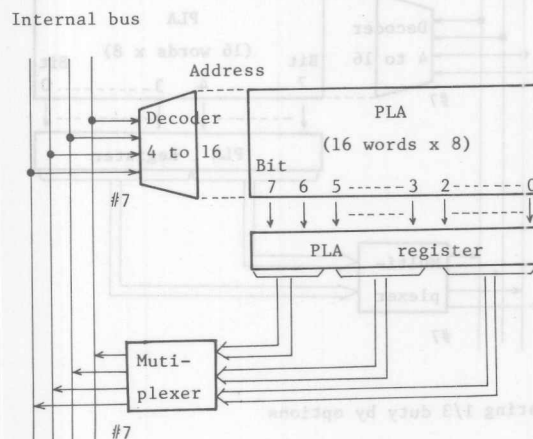 Internal bus
Address
Decoder
4 to 16
#7
PLA
(16 words x 8)
Bit
7 6 5 3 2 0
PLA register
Muti-
plexer
#7